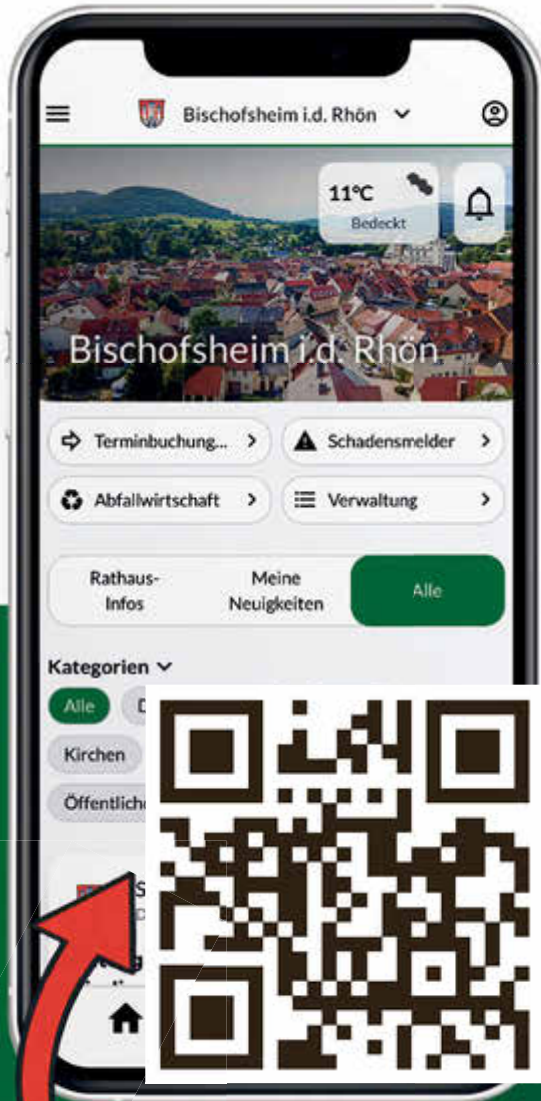 Bischofsheim i.d. Rhön
11°C
Bedeckt
Bischofsheim i.d. Rhön
Terminbuchung...
Schadensmelder
Abfallwirtschaft
Verwaltung
Rathaus-
Infos
Meine
Neuigkeiten
Alle
Kategorien
Alle
Kirchen